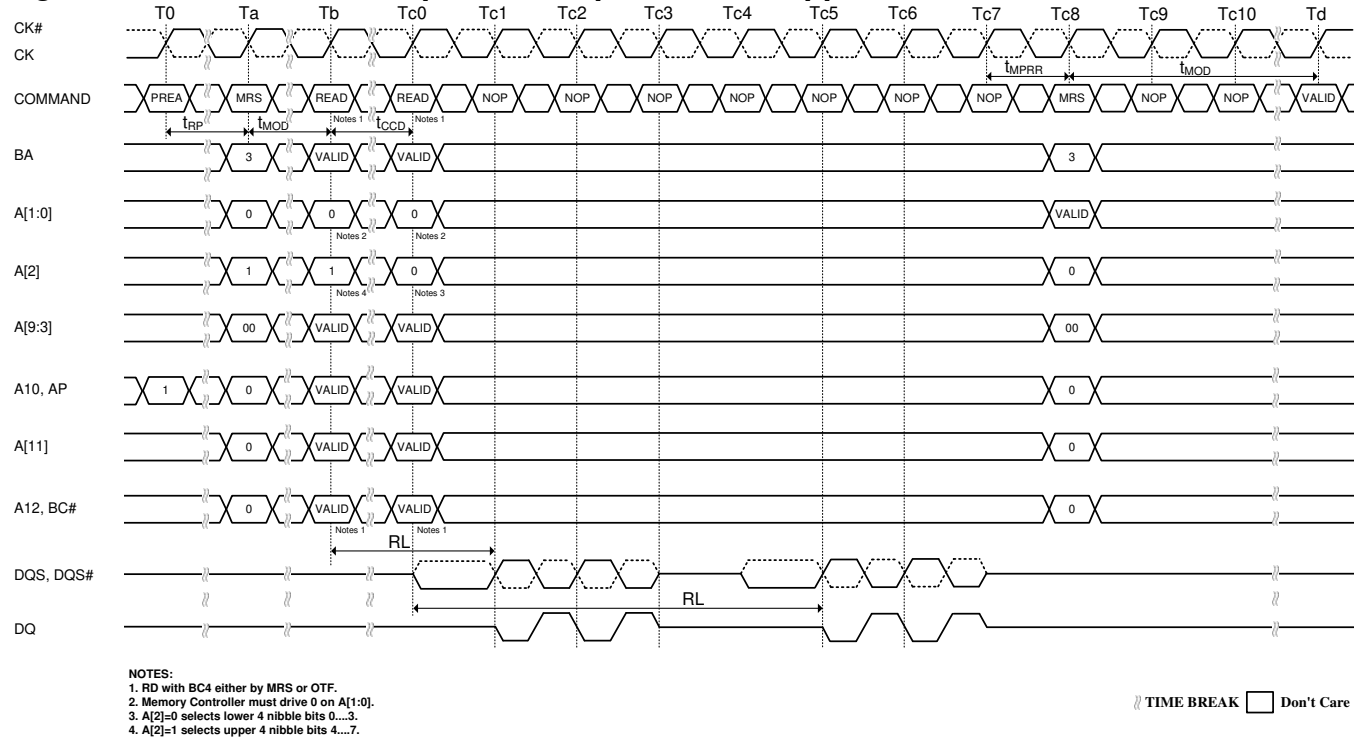 T0 Ta Tb Tc0 Tc1 Tc2 Tc3 Tc4 Tc5 Tc6 Tc7 Tc8 Tc9 Tc10 Td
CK#
CK
tMPRR tMOD
COMMAND PREA MRS READ READ NOP NOP NOP NOP NOP NOP NOP MRS NOP NOP VALID
Notes 1 Notes 1
tRP tMOD tCCD
BA 3 VALID VALID 3
A[1:0] 0 0 0 VALID
Notes 2 Notes 2
A[2] 1 1 0 0
Notes 4 Notes 3
A[9:3] 00 VALID VALID 00
A10, AP 1 0 VALID VALID 0
A[11] 0 VALID VALID 0
A12, BC# 0 VALID VALID 0
Notes 1 Notes 1
RL
DQS, DQS#
RL
DQ
NOTES:
1. RD with BC4 either by MRS or OTF.
2. Memory Controller must drive 0 on A[1:0].
3. A[2]=0 selects lower 4 nibble bits 0....3.
4. A[2]=1 selects upper 4 nibble bits 4....7.
TIME BREAK Don't Care